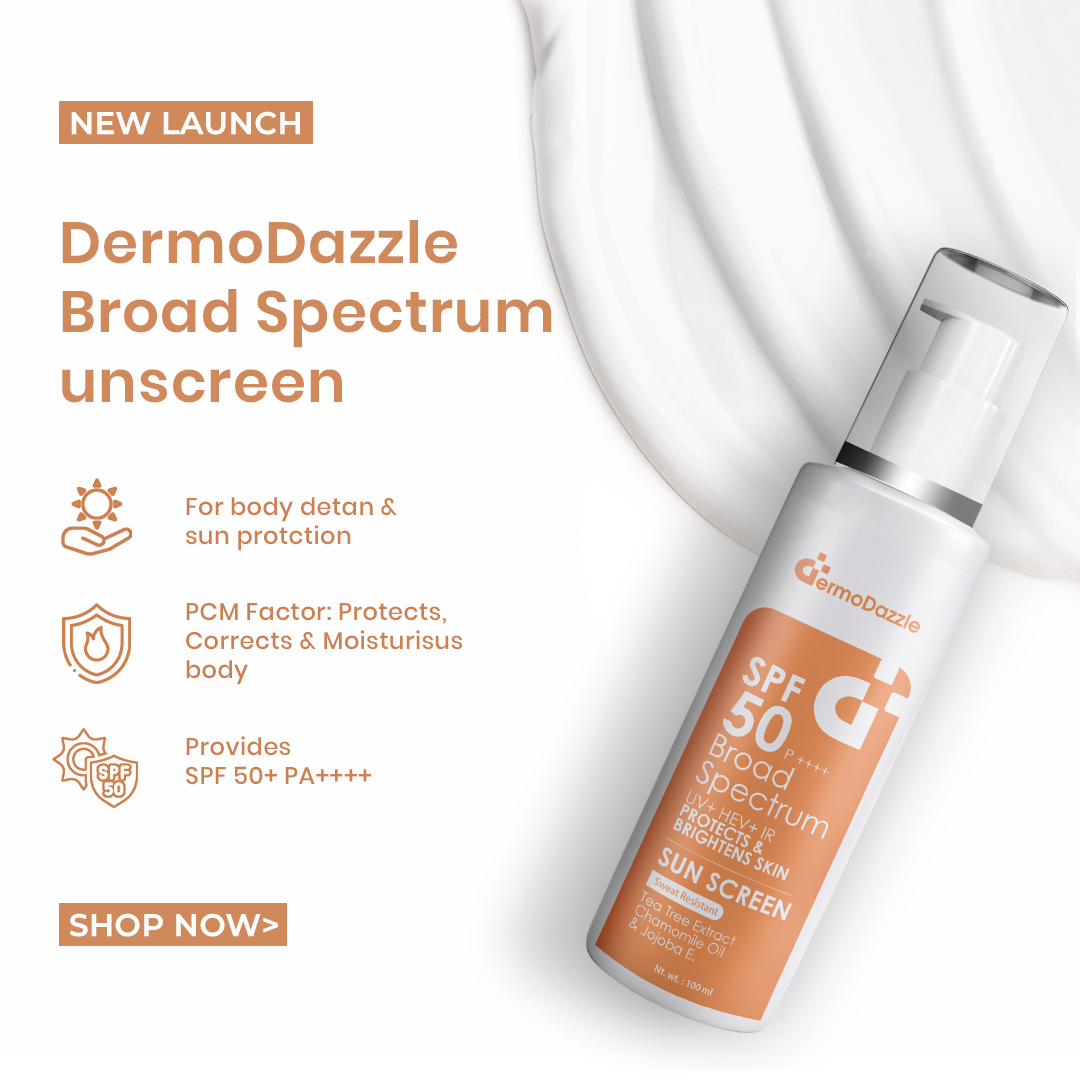 NEW LAUNCH
DermoDazzle
Broad Spectrum
unscreen
For body detan &
sun protction
PCM Factor: Protects,
Corrects & Moisturisus
body
SPF
50
Provides
SPF 50+ PA++++
SHOP NOW>
dermoDazzle
SPF
50
P ++++
Broad
Spectrum
UV+ HEV+ IR
PROTECTS &
BRIGHTENS SKIN
SUN SCREEN
Sweat Resistant
Tea Tree Extract
Chamomile Oil
& Jojoba E.
Nt. wt. : 100 ml